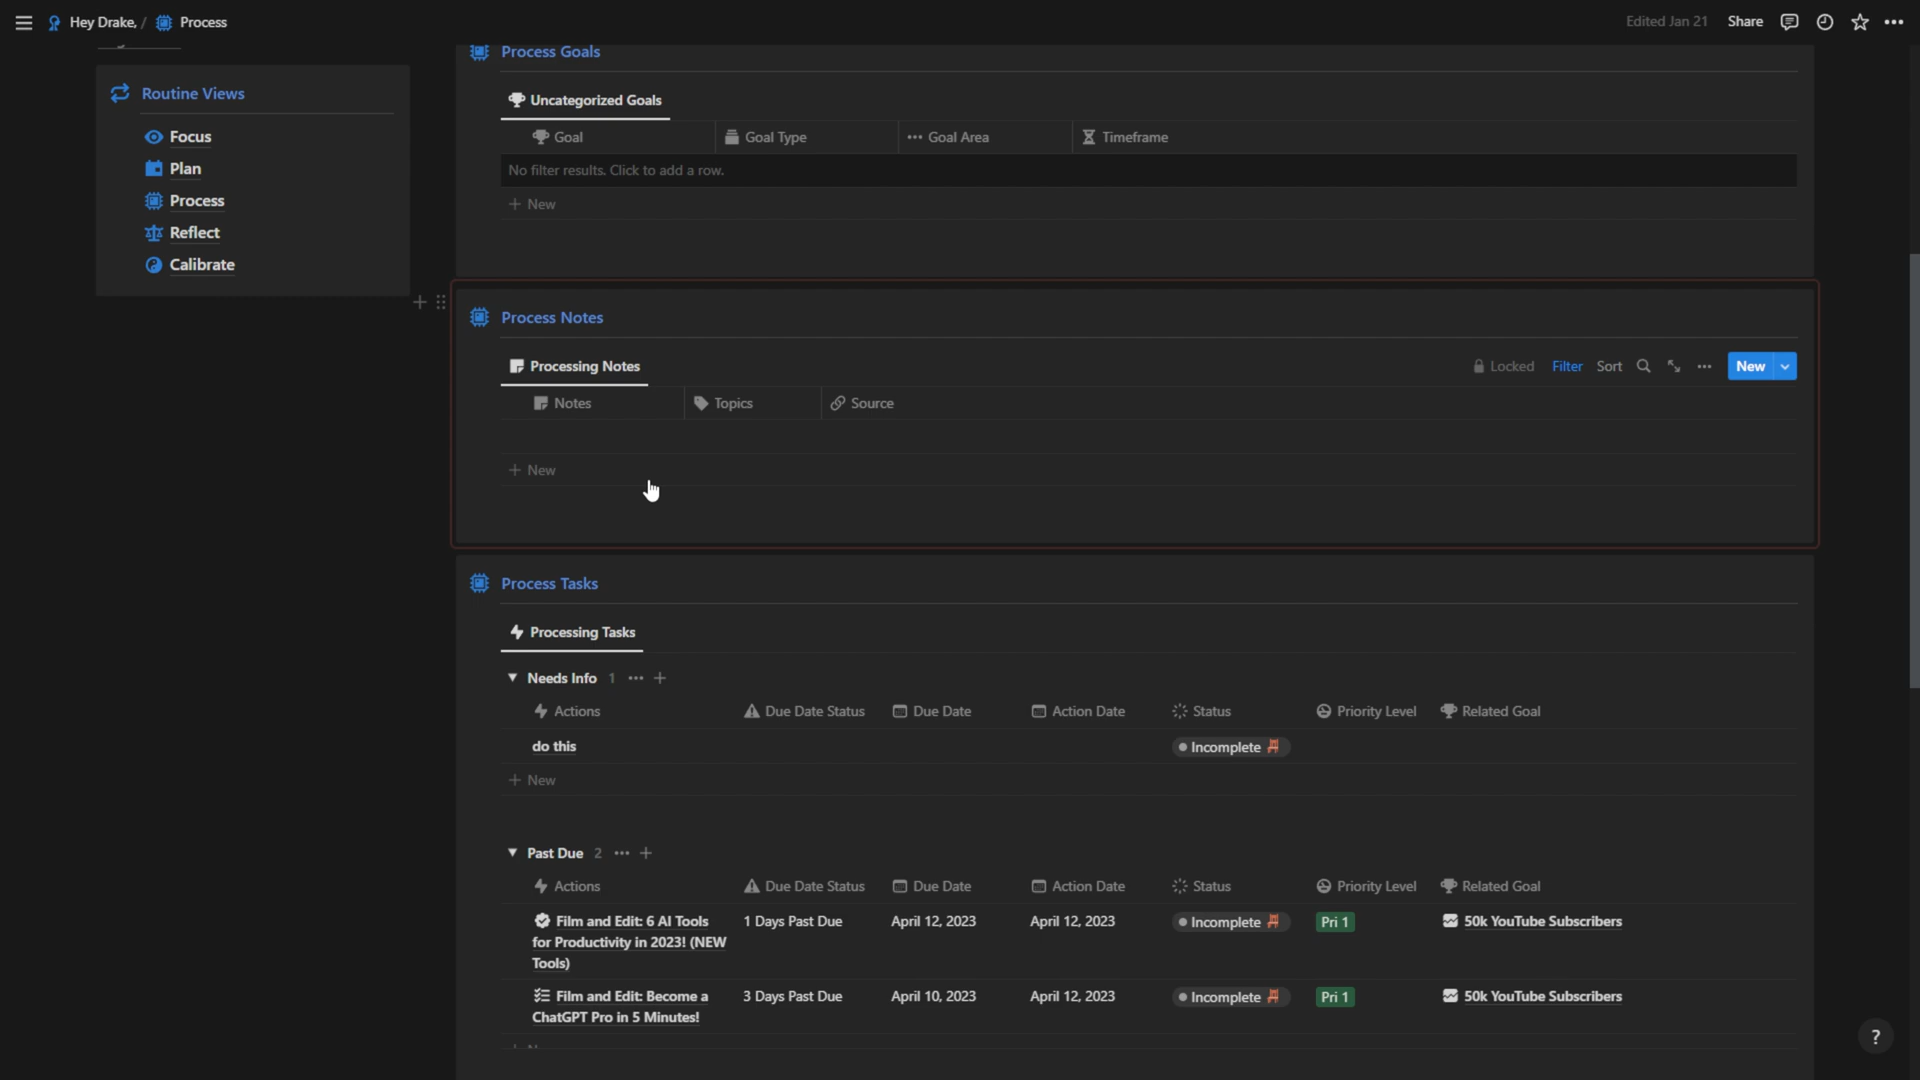 Hey Drake, / Process
Edited Jan 21 Share
Routine Views
Focus
Plan
Process
Reflect
Calibrate
Process Goals
Uncategorized Goals
Goal Goal Type Goal Area Timeframe
No filter results. Click to add a row.
+ New
Process Notes
Processing Notes
Locked Filter Sort New
Notes Topics Source
+ New
Process Tasks
Processing Tasks
Needs Info 1
Actions Due Date Status Due Date Action Date Status Priority Level Related Goal
do this Incomplete
+ New
Past Due 2
Actions Due Date Status Due Date Action Date Status Priority Level Related Goal
Film and Edit: 6 AI Tools 1 Days Past Due April 12, 2023 April 12, 2023 Incomplete Pri 1 50k YouTube Subscribers
for Productivity in 2023! (NEW
Tools)
Film and Edit: Become a 3 Days Past Due April 10, 2023 April 12, 2023 Incomplete Pri 1 50k YouTube Subscribers
ChatGPT Pro in 5 Minutes!
?